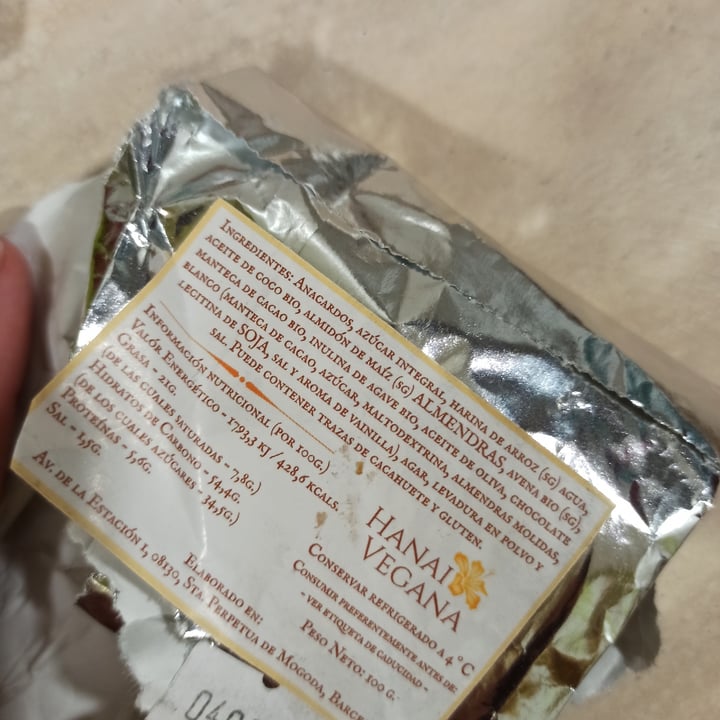 Ingredientes: Anacardos, azúcar integral, harina de arroz (sg) agua,
aceite de coco bio, almidón de maíz (sg) ALMENDRAS, avena bio (sg),
manteca de cacao bio, inulina de agave bio, aceite de oliva, chocolate
blanco (manteca de cacao, azúcar, maltodextrina, almendras molidas,
lecitina de SOJA, sal y aroma de vainilla), agar, levadura en polvo y
sal. Puede contener trazas de cacahuete y gluten.
Información nutricional (por 100g.)
Valor Energético - 1793,3 kj / 428,6 kcals.
Grasa - 21g.
(de las cuales saturadas - 7,8g.)
Hidratos de Carbono - 54,4g.
(de los cuales azúcares - 34,5g.)
Proteínas - 5,6g.
Sal - 1,5g.
HANAI
VEGANA
Conservar refrigerado a 4 °C
Consumir preferentemente antes de:
- ver etiqueta de caducidad -
Peso Neto: 100 g.
Elaborado en:
Av. de la Estación 1, 08130, Sta. Perpetua de Mogoda,